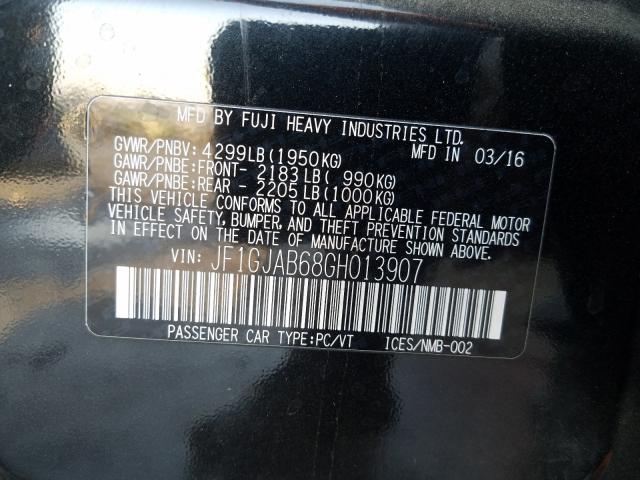 MFD BY FUJI HEAVY INDUSTRIES LTD.
GVWR/PNBV: 4299LB(1950KG) MFD IN 03/16
GAWR/PNBE:FRONT- 2183LB( 990KG)
GAWR/PNBE:REAR - 2205LB(1000KG)
THIS VEHICLE CONFORMS TO ALL APPLICABLE FEDERAL MOTOR
VEHICLE SAFETY, BUMPER, AND THEFT PREVENTION STANDARDS
IN EFFECT ON THE DATE OF MANUFACTURE SHOWN ABOVE.
VIN: JF1GJAB68GH013907
PASSENGER CAR TYPE:PC/VT ICES/NMB-002